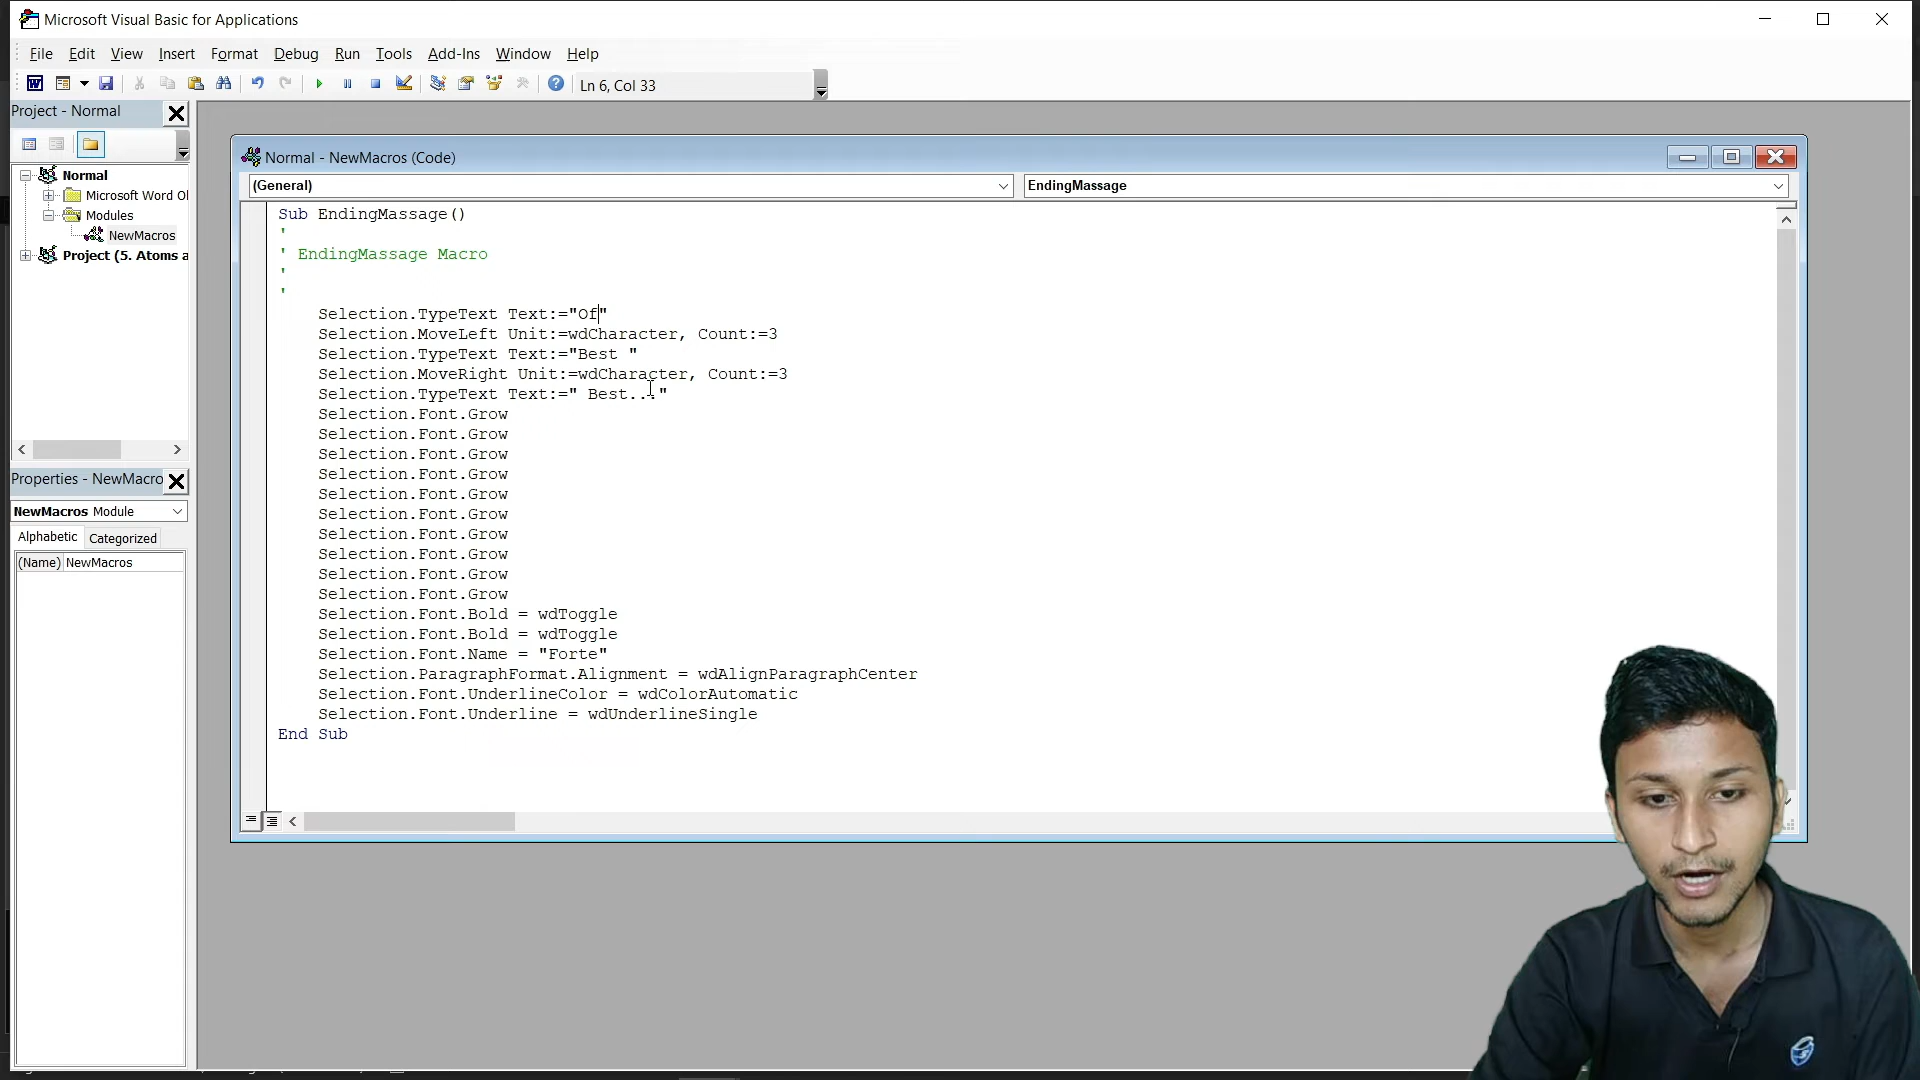 Microsoft Visual Basic for Applications
File Edit View Insert Format Debug Run Tools Add-Ins Window Help
Ln 6, Col 33
Project - Normal
Normal
Microsoft Word Ol
Modules
NewMacros
Project (5. Atoms a
Properties - NewMacro
NewMacros Module
Alphabetic Categorized
(Name) NewMacros
Normal - NewMacros (Code)
(General) EndingMassage
Sub EndingMassage()
'
' EndingMassage Macro
'
'
Selection.TypeText Text:="Of"
Selection.MoveLeft Unit:=wdCharacter, Count:=3
Selection.TypeText Text:="Best "
Selection.MoveRight Unit:=wdCharacter, Count:=3
Selection.TypeText Text:=" Best..."
Selection.Font.Grow
Selection.Font.Grow
Selection.Font.Grow
Selection.Font.Grow
Selection.Font.Grow
Selection.Font.Grow
Selection.Font.Grow
Selection.Font.Grow
Selection.Font.Grow
Selection.Font.Grow
Selection.Font.Bold = wdToggle
Selection.Font.Bold = wdToggle
Selection.Font.Name = "Forte"
Selection.ParagraphFormat.Alignment = wdAlignParagraphCenter
Selection.Font.UnderlineColor = wdColorAutomatic
Selection.Font.Underline = wdUnderlineSingle
End Sub